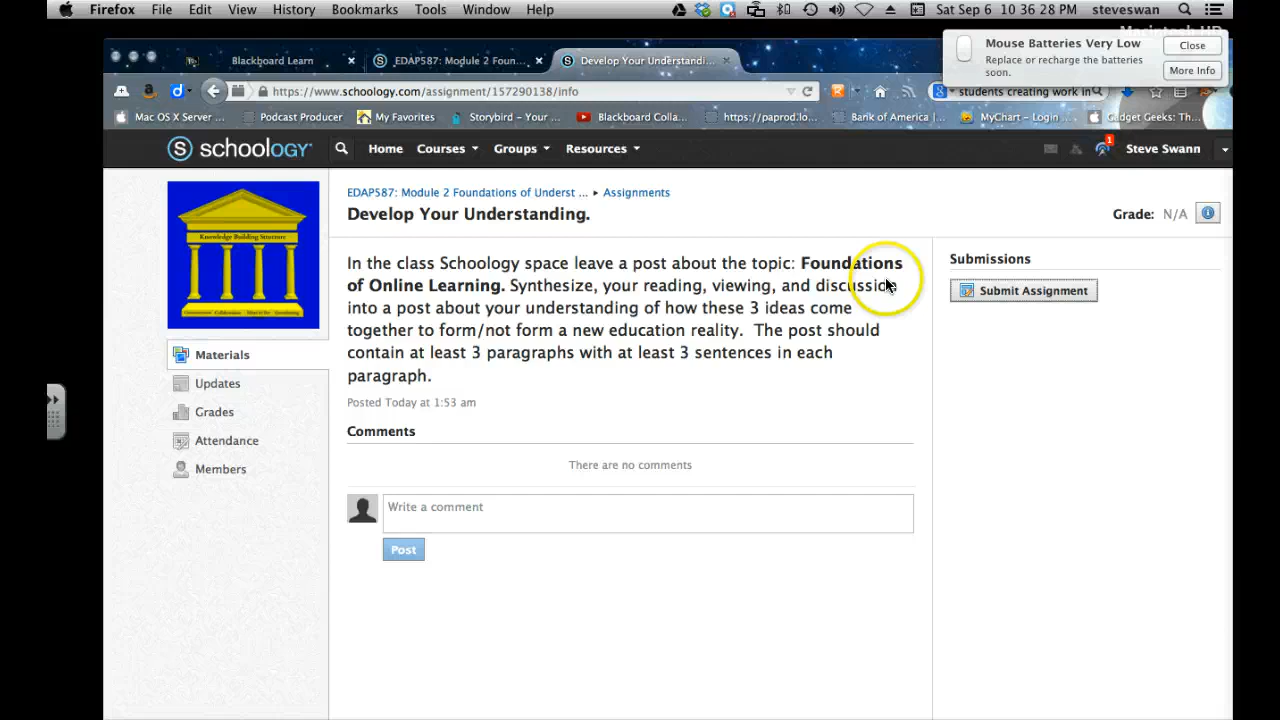 Firefox File Edit View History Bookmarks Tools Window Help Sat Sep 6 10:36:28 PM steveswan
Mouse Batteries Very Low
Replace or recharge the batteries
soon.
Close
More Info
Blackboard Learn
EDAP587: Module 2 Foun...
Develop Your Understandi...
https://www.schoology.com/assignment/157290138/info
students creating work in
Mac OS X Server ... Podcast Producer My Favorites Storybird - Your ... Blackboard Colla... https://paprod.lo... Bank of America |... MyChart - Login ... Gadget Geeks: Th...
S schoology Home Courses Groups Resources 1 Steve Swann
Knowledge Building Structure
EDAP587: Module 2 Foundations of Underst ... ▸ Assignments
Develop Your Understanding.
Grade: N/A
In the class Schoology space leave a post about the topic: Foundations
of Online Learning. Synthesize, your reading, viewing, and discussion
into a post about your understanding of how these 3 ideas come
together to form/not form a new education reality. The post should
contain at least 3 paragraphs with at least 3 sentences in each
paragraph.
Posted Today at 1:53 am
Comments
There are no comments
Write a comment
Post
Submissions
Submit Assignment
Materials
Updates
Grades
Attendance
Members